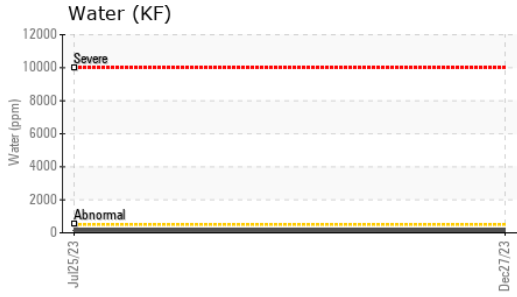 Water (KF)
12000
Severe
10000
8000
Water (ppm)
6000
4000
2000
Abnormal
0
Jul25/23
Dec27/23